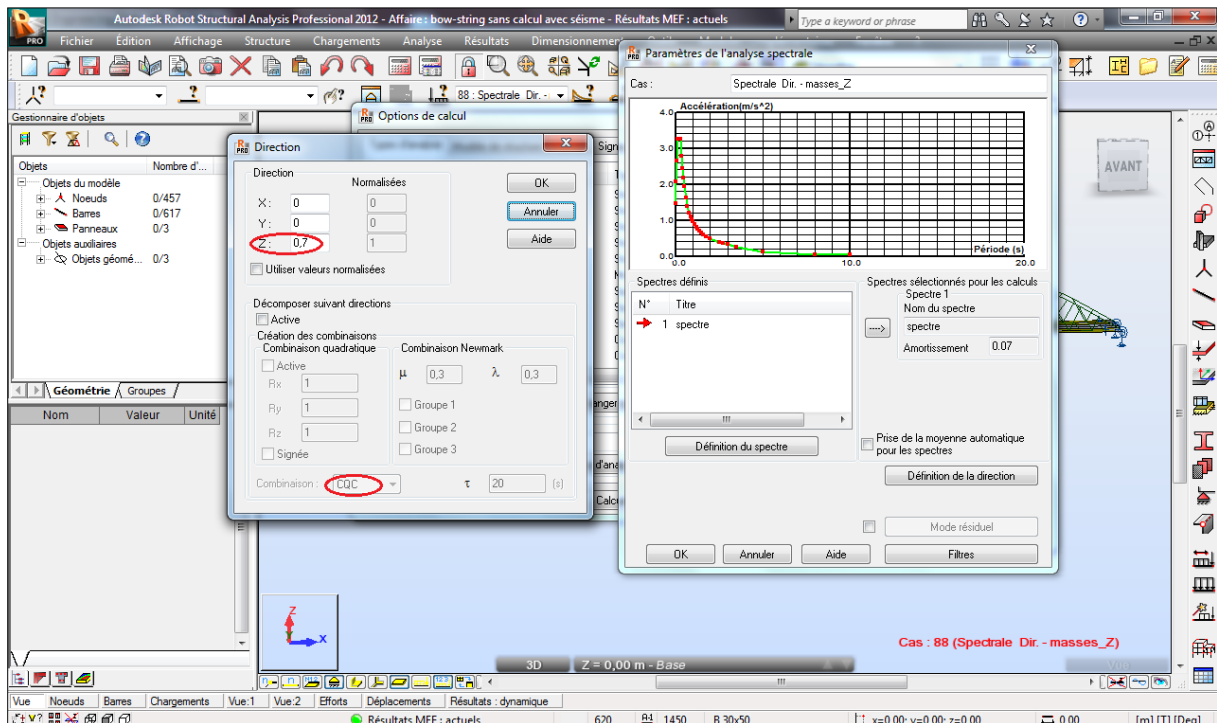 Autodesk Robot Structural Analysis Professional 2012 - Affaire : bow-string sans calcul avec séisme - Résultats MEF : actuels
Type a keyword or phrase
PRO
Fichier Édition Affichage Structure Chargements Analyse Résultats Dimensionnement
88 : Spectrale Dir. -
Gestionnaire d'objets
Objets Nombre d'...
Objets du modèle
Noeuds 0/457
Barres 0/617
Panneaux 0/3
Objets auxiliaires
Objets géomé... 0/3
Géométrie Groupes
Nom Valeur Unité
Options de calcul
Direction
Direction
Normalisées
X: 0 0
Y: 0 0
Z: 0,7 1
Utiliser valeurs normalisées
OK
Annuler
Aide
Décomposer suivant directions
Active
Création des combinaisons
Combinaison quadratique
Active
Rx 1
Ry 1
Rz 1
Signée
Combinaison Newmark
μ 0,3 λ 0,3
Groupe 1
Groupe 2
Groupe 3
Combinaison : CQC τ 20 (s)
Paramètres de l'analyse spectrale
Cas : Spectrale Dir. - masses_Z
Accélération(m/s^2)
4.0
3.0
2.0
1.0
0.0
0.0 10.0 20.0
Période (s)
Spectres définis
N° Titre
1 spectre
Définition du spectre
Spectres sélectionnés pour les calculs
Spectre 1
Nom du spectre
---->
spectre
Amortissement 0.07
Prise de la moyenne automatique
pour les spectres
Définition de la direction
Mode résiduel
OK Annuler Aide Filtres
AVANT
Z
X
Cas : 88 (Spectrale Dir. - masses_Z)
3D Z = 0,00 m - Base
Vue Noeuds Barres Chargements Vue:1 Vue:2 Efforts Déplacements Résultats : dynamique
Résultats MEF : actuels 620 1450 B 30x50 x=0.00; y=0.00; z=0.00 0.00 [m] [T] [Deg]